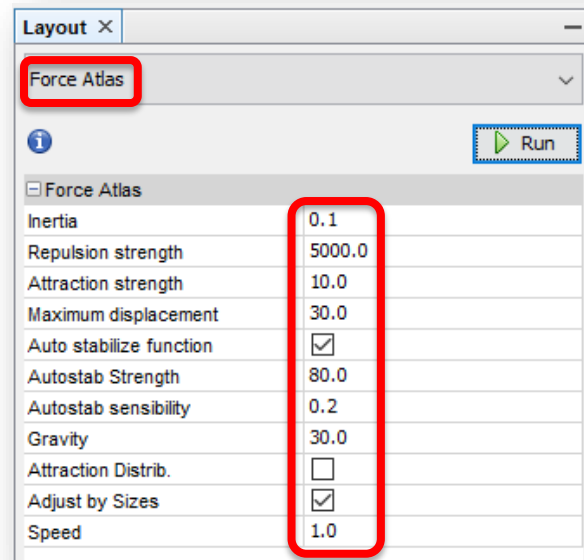 Layout ×
Force Atlas
Run
Force Atlas
Inertia 0.1
Repulsion strength 5000.0
Attraction strength 10.0
Maximum displacement 30.0
Auto stabilize function
Autostab Strength 80.0
Autostab sensibility 0.2
Gravity 30.0
Attraction Distrib.
Adjust by Sizes
Speed 1.0